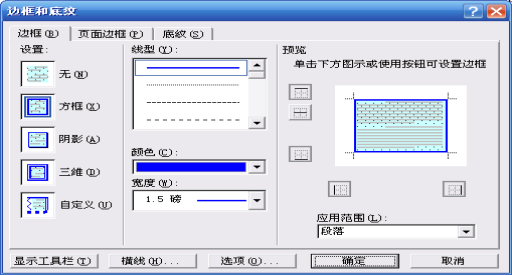 边框和底纹
边框(B) 页面边框(P) 底纹(S)
设置:
无(N)
方框(X)
阴影(A)
三维(D)
自定义(U)
线型(Y):
颜色(C):
宽度(W):
1.5 磅
预览
单击下方图示或使用按钮可设置边框
应用范围(L):
段落
显示工具栏(T) 横线(H)... 选项(O)... 确定 取消